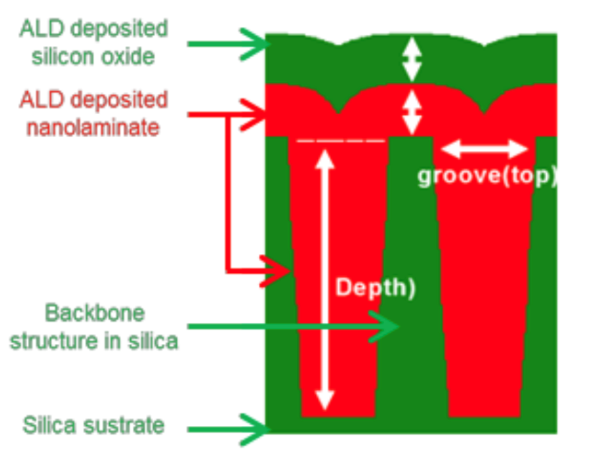 ALD deposited
silicon oxide
ALD deposited
nanolaminate
groove(top)
Depth)
Backbone
structure in silica
Silica sustrate